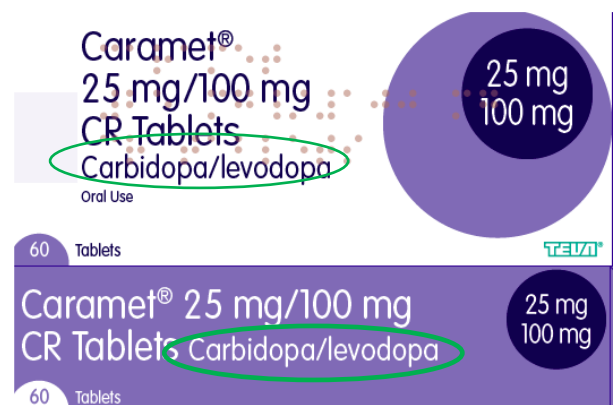 Caramet®
25 mg/100 mg
CR Tablets
Carbidopa/levodopa
Oral Use
25 mg
100 mg
60 Tablets
TEVA®
Caramet® 25 mg/100 mg
CR Tablets Carbidopa/levodopa
25 mg
100 mg
60 Tablets